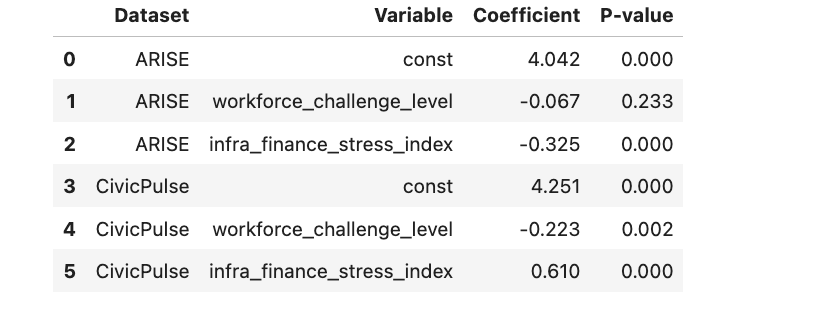 Dataset Variable Coefficient P-value
0 ARISE const 4.042 0.000
1 ARISE workforce_challenge_level -0.067 0.233
2 ARISE infra_finance_stress_index -0.325 0.000
3 CivicPulse const 4.251 0.000
4 CivicPulse workforce_challenge_level -0.223 0.002
5 CivicPulse infra_finance_stress_index 0.610 0.000